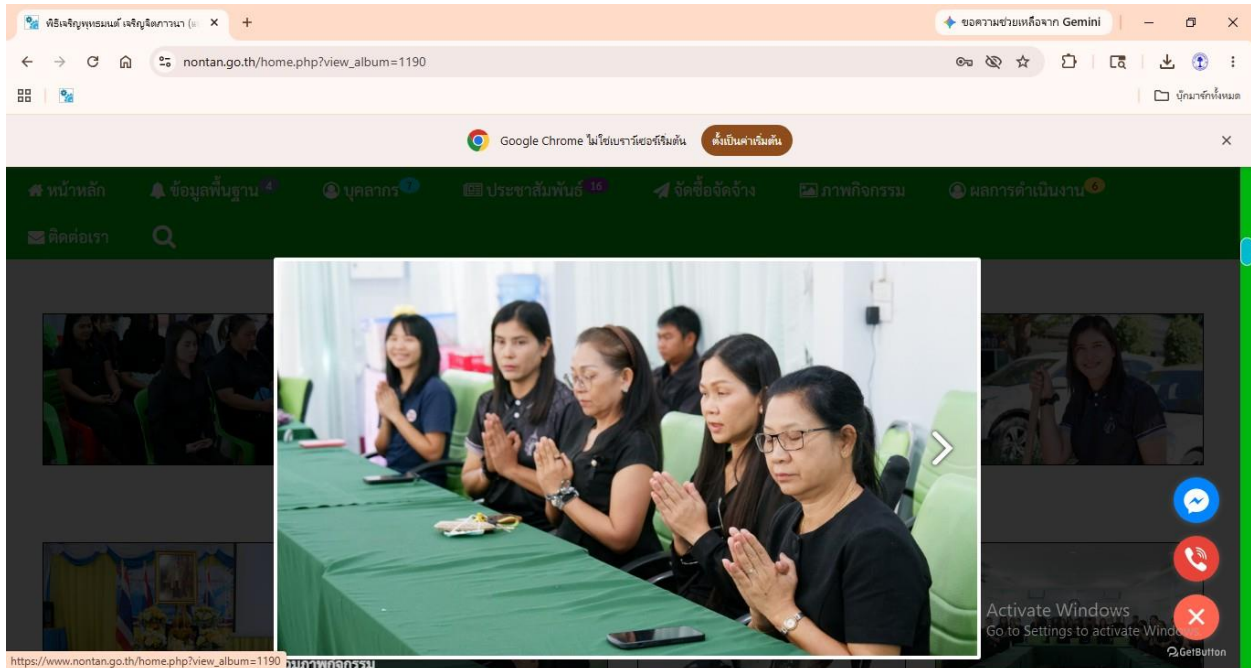 พิธีเจริญพุทธมนต์ เจริญจิตภาวนา (
ขอความช่วยเหลือจาก Gemini
nontan.go.th/home.php?view_album=1190
บุ๊กมาร์กทั้งหมด
Google Chrome ไม่ใช่เบราว์เซอร์เริ่มต้น
ตั้งเป็นค่าเริ่มต้น
หน้าหลัก ข้อมูลพื้นฐาน 4 บุคลากร 7 ประชาสัมพันธ์ 16 จัดซื้อจัดจ้าง ภาพกิจกรรม ผลการดำเนินงาน 6
ติดต่อเรา
Activate Windows
Go to Settings to activate Windows
GetButton
https://www.nontan.go.th/home.php?view_album=1190